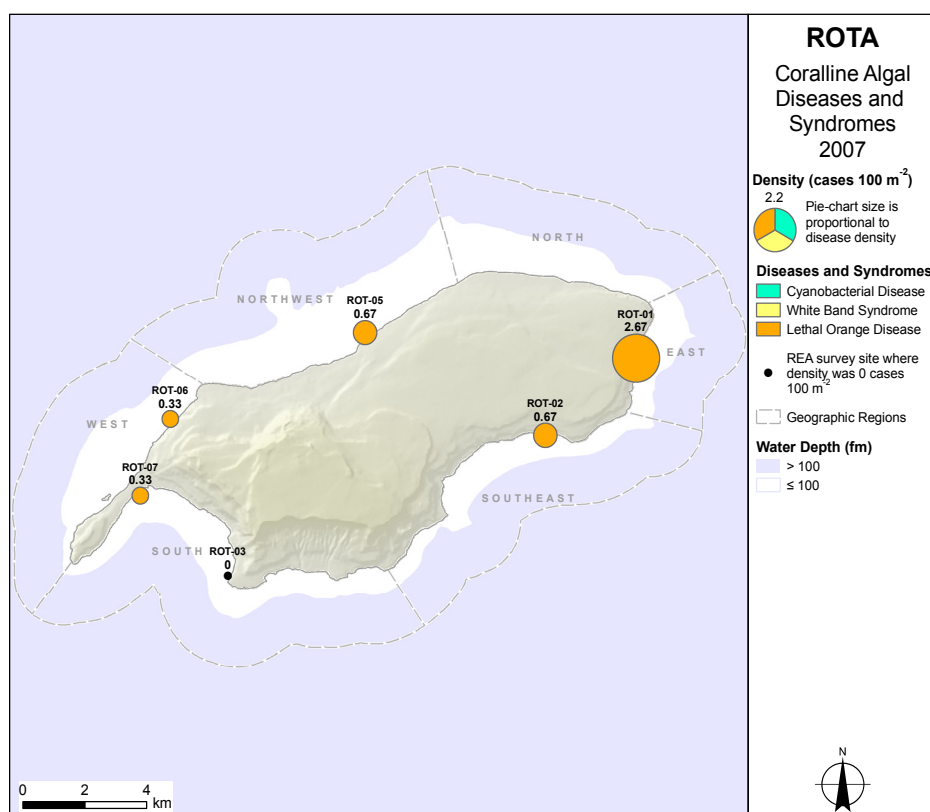 ROTA
Coralline Algal
Diseases and
Syndromes
2007
Density (cases 100 m-2)
2.2
Pie-chart size is
proportional to
disease density
Diseases and Syndromes
Cyanobacterial Disease
White Band Syndrome
Lethal Orange Disease
REA survey site where
density was 0 cases
100 m-2
Geographic Regions
Water Depth (fm)
> 100
≤ 100
N
NORTH
NORTHWEST
ROT-05
0.67
ROT-01
2.67
EAST
ROT-06
0.33
WEST
ROT-02
0.67
ROT-07
0.33
SOUTHEAST
SOUTH
ROT-03
0
0 2 4
km